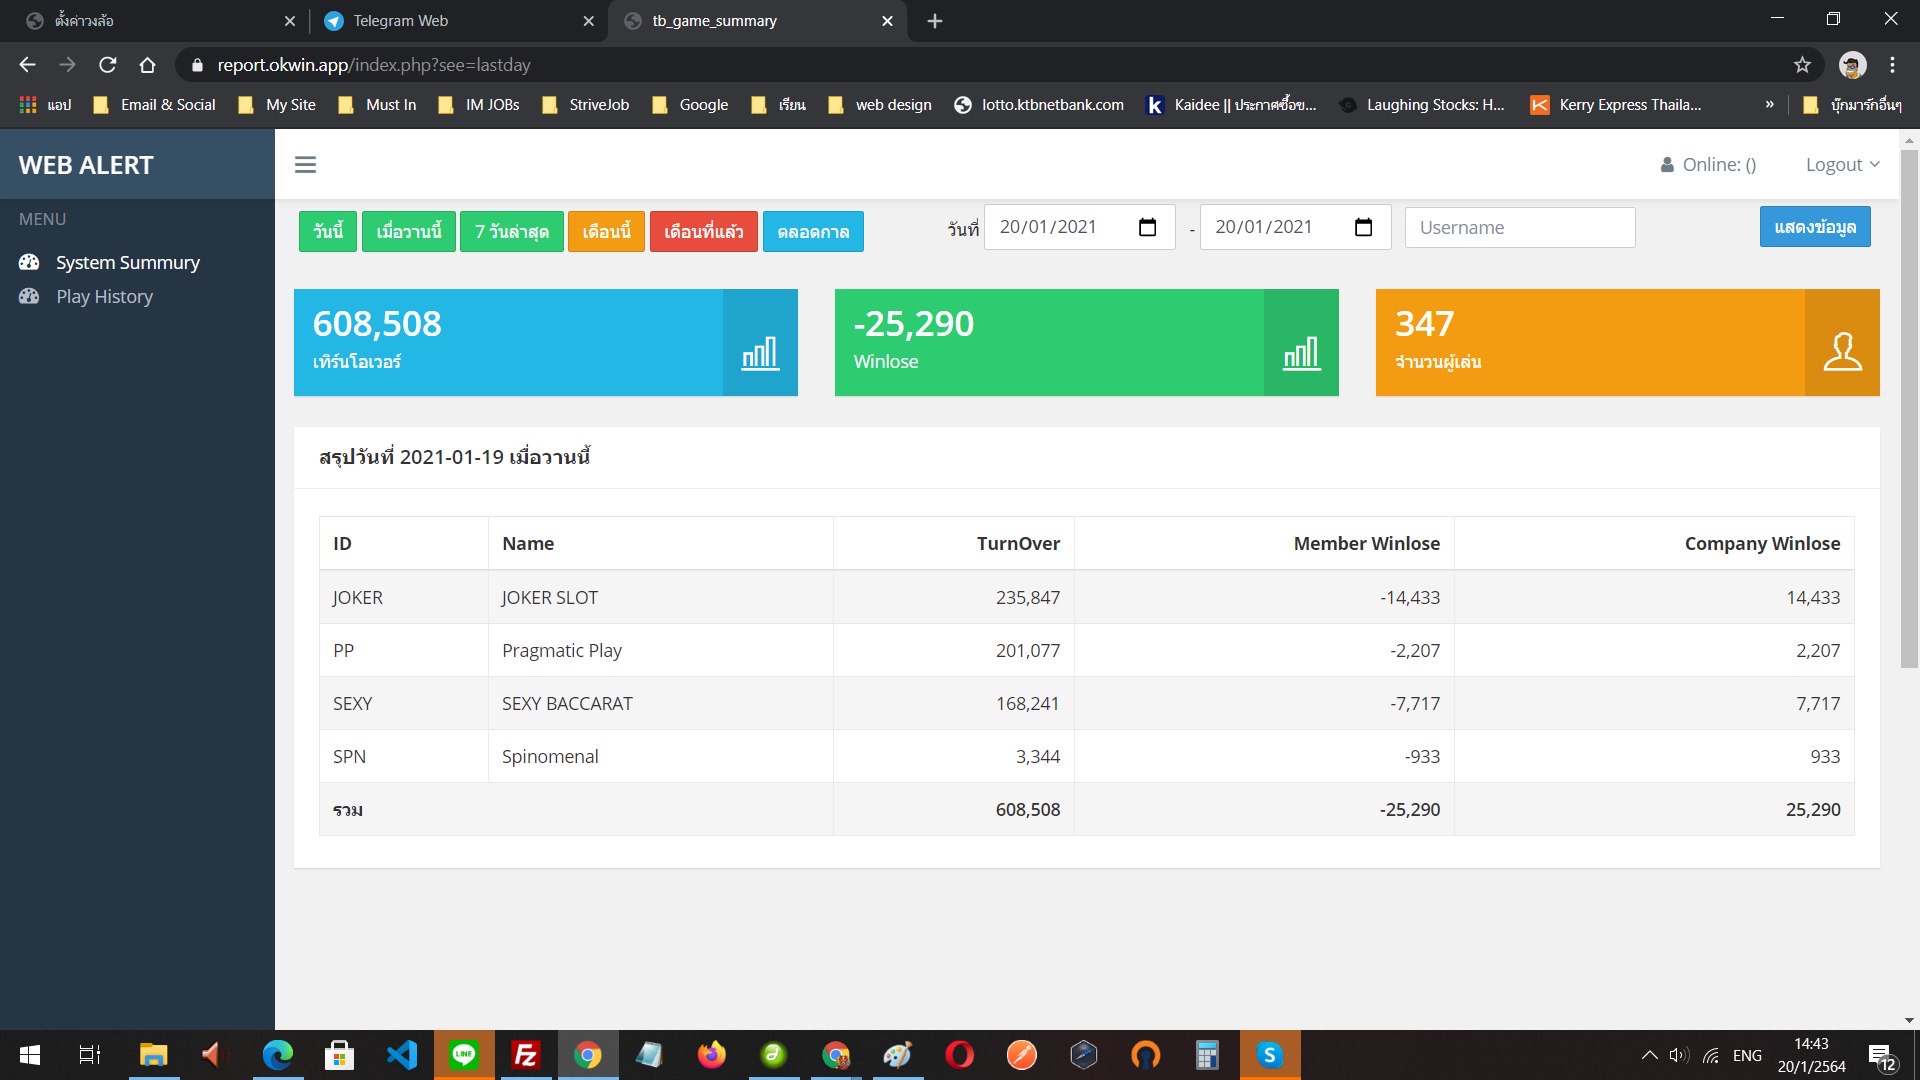 ตั้งค่าวงล้อ
Telegram Web
tb_game_summary
report.okwin.app/index.php?see=lastday
แอป
Email & Social
My Site
Must In
IM JOBs
StriveJob
Google
เรียน
web design
lotto.ktbnetbank.com
Kaidee || ประกาศซื้อข...
Laughing Stocks: H...
Kerry Express Thaila...
»
บุ๊กมาร์กอื่นๆ
WEB ALERT
Online: ()
Logout
MENU
System Summury
Play History
วันนี้
เมื่อวานนี้
7 วันล่าสุด
เดือนนี้
เดือนที่แล้ว
ตลอดกาล
วันที่
20/01/2021
-
20/01/2021
Username
แสดงข้อมูล
608,508
เทิร์นโอเวอร์
-25,290
Winlose
347
จำนวนผู้เล่น
สรุปวันที่ 2021-01-19 เมื่อวานนี้
ID Name TurnOver Member Winlose Company Winlose
JOKER JOKER SLOT 235,847 -14,433 14,433
PP Pragmatic Play 201,077 -2,207 2,207
SEXY SEXY BACCARAT 168,241 -7,717 7,717
SPN Spinomenal 3,344 -933 933
รวม 608,508 -25,290 25,290
LINE
ENG
14:43
20/1/2564
12